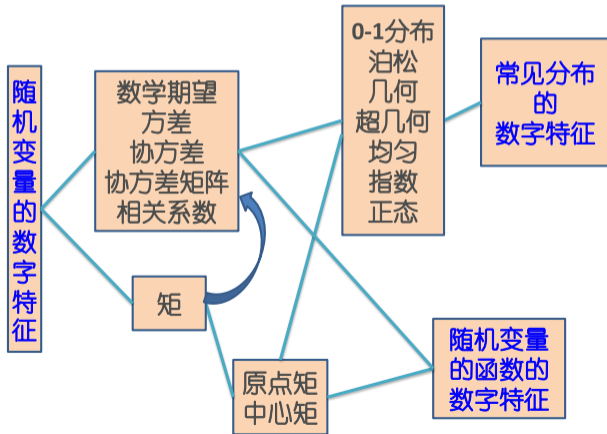 随机变量的数字特征
数学期望
方差
协方差
协方差矩阵
相关系数
矩
原点矩
中心矩
0-1分布
泊松
几何
超几何
均匀
指数
正态
常见分布
的
数字特征
随机变量
的函数的
数字特征